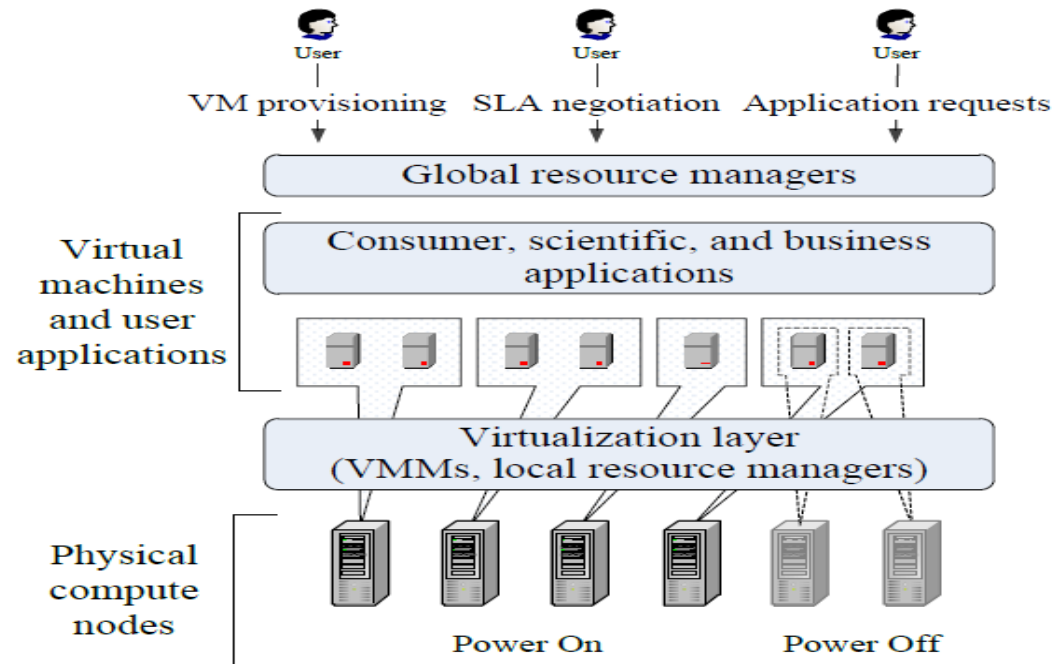 User
User
User
VM provisioning
SLA negotiation
Application requests
Global resource managers
Virtual
machines
and user
applications
Consumer, scientific, and business
applications
Virtualization layer
(VMMs, local resource managers)
Physical
compute
nodes
Power On
Power Off